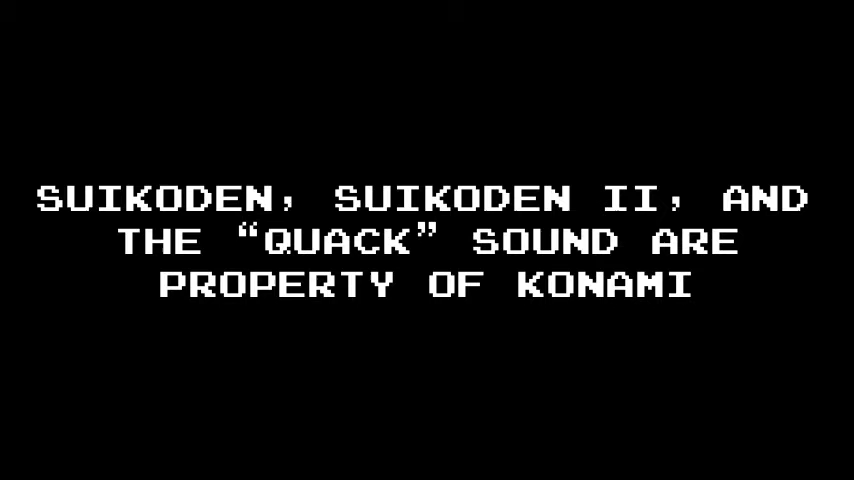 SUIKODEN, SUIKODEN II, AND
THE “QUACK” SOUND ARE
PROPERTY OF KONAMI